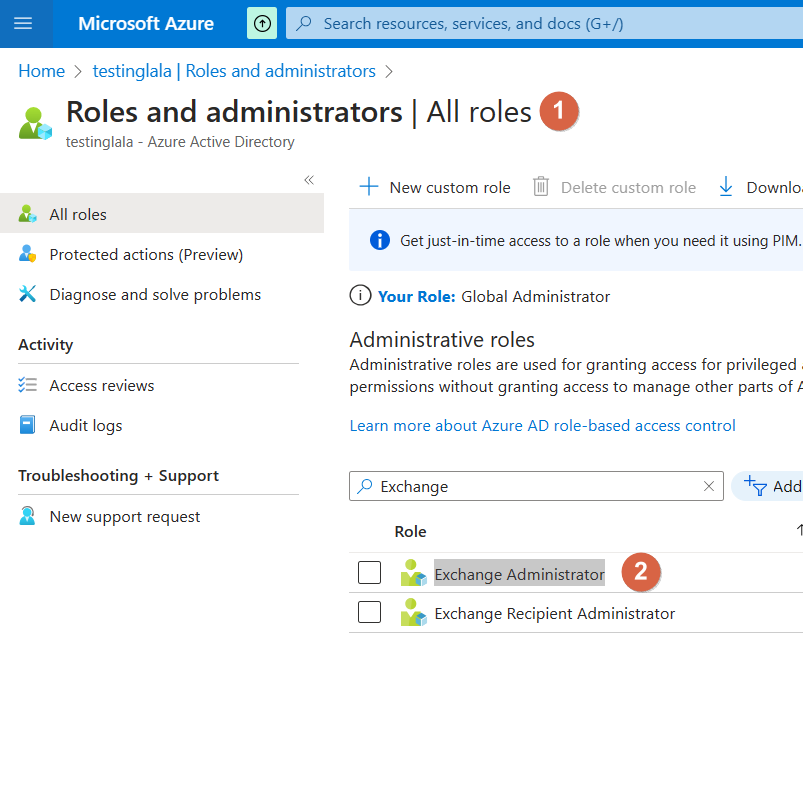 Microsoft Azure
Search resources, services, and docs (G+/)
Home > testinglala | Roles and administrators >
Roles and administrators | All roles 1
testinglala - Azure Active Directory
«
All roles
Protected actions (Preview)
Diagnose and solve problems
Activity
Access reviews
Audit logs
Troubleshooting + Support
New support request
New custom role Delete custom role Downlo
Get just-in-time access to a role when you need it using PIM.
Your Role: Global Administrator
Administrative roles
Administrative roles are used for granting access for privileged
permissions without granting access to manage other parts of A
Learn more about Azure AD role-based access control
Exchange
Add
Role
Exchange Administrator 2
Exchange Recipient Administrator